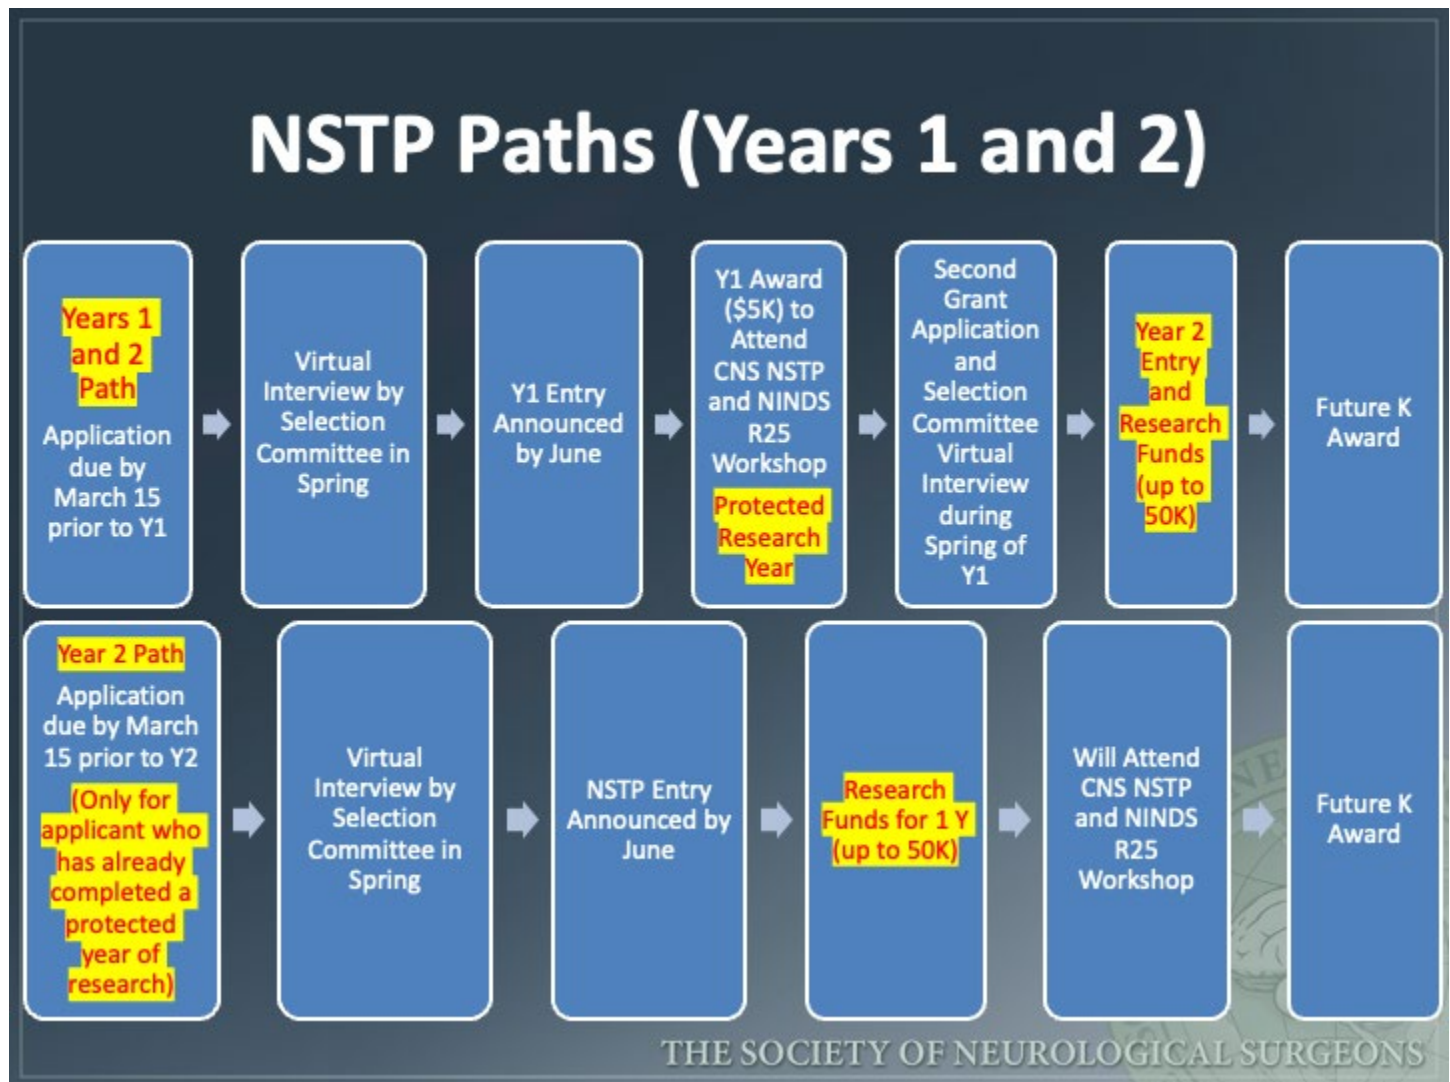 NSTP Paths (Years 1 and 2)
Years 1
and 2
Path
Application
due by
March 15
prior to Y1
Virtual
Interview by
Selection
Committee in
Spring
Y1 Entry
Announced
by June
Y1 Award
($5K) to
Attend
CNS NSTP
and NINDS
R25
Workshop
Protected
Research
Year
Second
Grant
Application
and
Selection
Committee
Virtual
Interview
during
Spring of
Y1
Year 2
Entry
and
Research
Funds
(up to
50K)
Future K
Award
Year 2 Path
Application
due by March
15 prior to Y2
(Only for
applicant who
has already
completed a
protected
year of
research)
Virtual
Interview by
Selection
Committee in
Spring
NSTP Entry
Announced by
June
Research
Funds for 1 Y
(up to 50K)
Will Attend
CNS NSTP
and NINDS
R25
Workshop
Future K
Award
THE SOCIETY OF NEUROLOGICAL SURGEONS